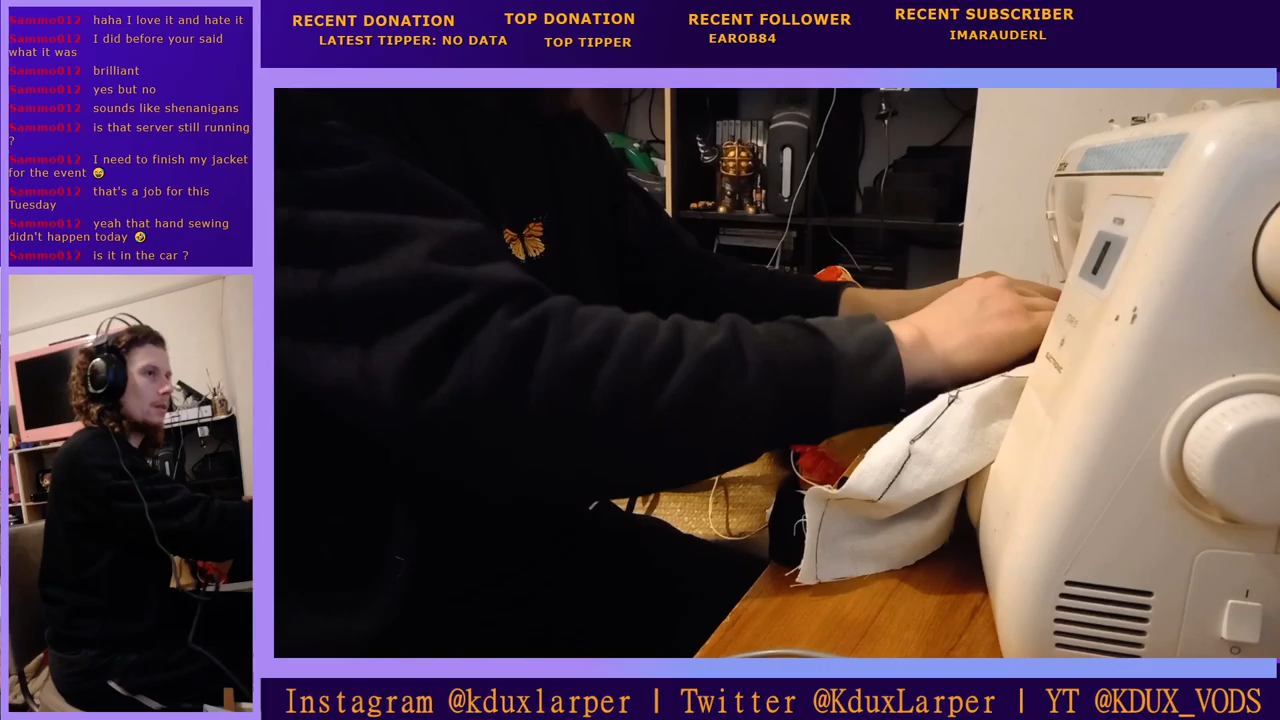 Sammo012 haha I love it and hate it
Sammo012 I did before your said
what it was
Sammo012 brilliant
Sammo012 yes but no
Sammo012 sounds like shenanigans
Sammo012 is that server still running
?
Sammo012 I need to finish my jacket
for the event
Sammo012 that's a job for this
Tuesday
Sammo012 yeah that hand sewing
didn't happen today
Sammo012 is it in the car ?
RECENT DONATION
LATEST TIPPER: NO DATA
TOP DONATION
TOP TIPPER
RECENT FOLLOWER
EAROB84
RECENT SUBSCRIBER
IMARAUDERL
Instagram @kduxlarper | Twitter @KduxLarper | YT @KDUX_VODS